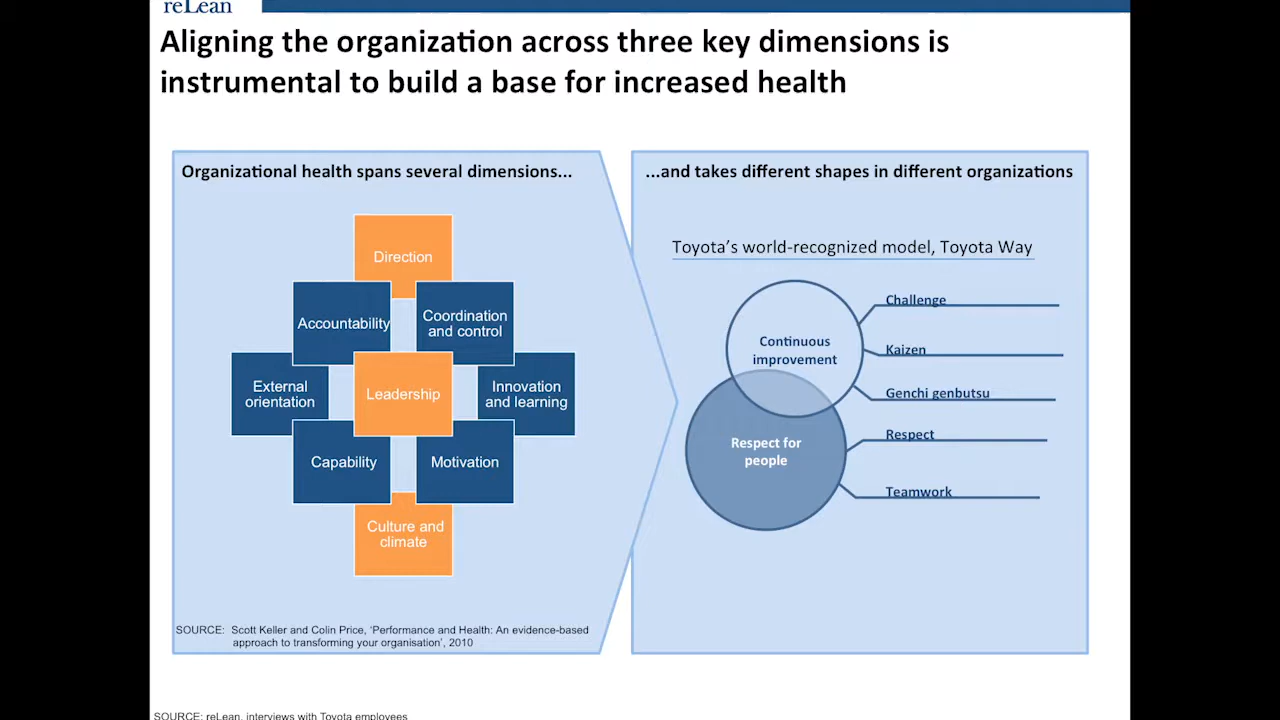 reLean
Aligning the organization across three key dimensions is
instrumental to build a base for increased health
Organizational health spans several dimensions...
Direction
Accountability
Coordination
and control
External
orientation
Leadership
Innovation
and learning
Capability
Motivation
Culture and
climate
SOURCE: Scott Keller and Colin Price, ‘Performance and Health: An evidence-based
approach to transforming your organisation’, 2010
...and takes different shapes in different organizations
Toyota’s world-recognized model, Toyota Way
Continuous
improvement
Respect for
people
Challenge
Kaizen
Genchi genbutsu
Respect
Teamwork
SOURCE: reLean, interviews with Toyota employees